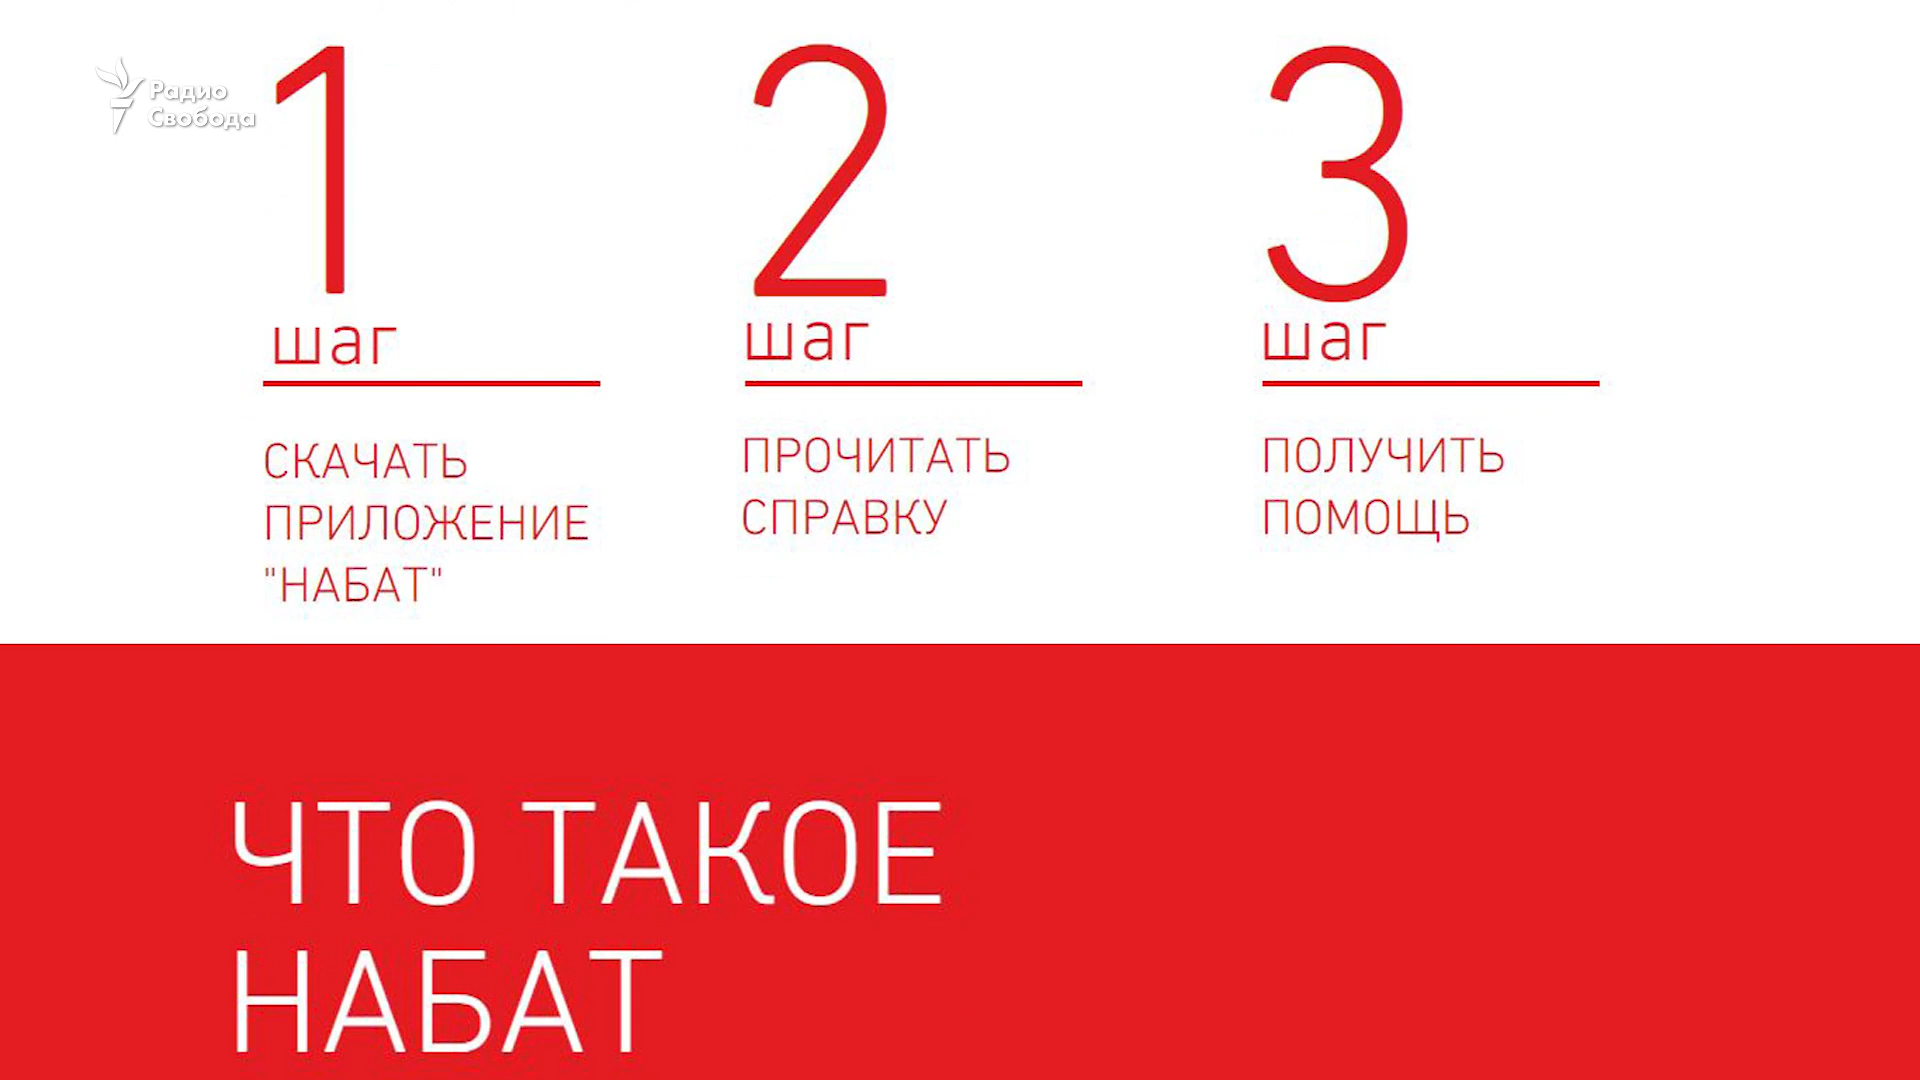 Радио
Свобода
1
шаг
СКАЧАТЬ
ПРИЛОЖЕНИЕ
"НАБАТ"
2
шаг
ПРОЧИТАТЬ
СПРАВКУ
3
шаг
ПОЛУЧИТЬ
ПОМОЩЬ
ЧТО ТАКОЕ
НАБАТ